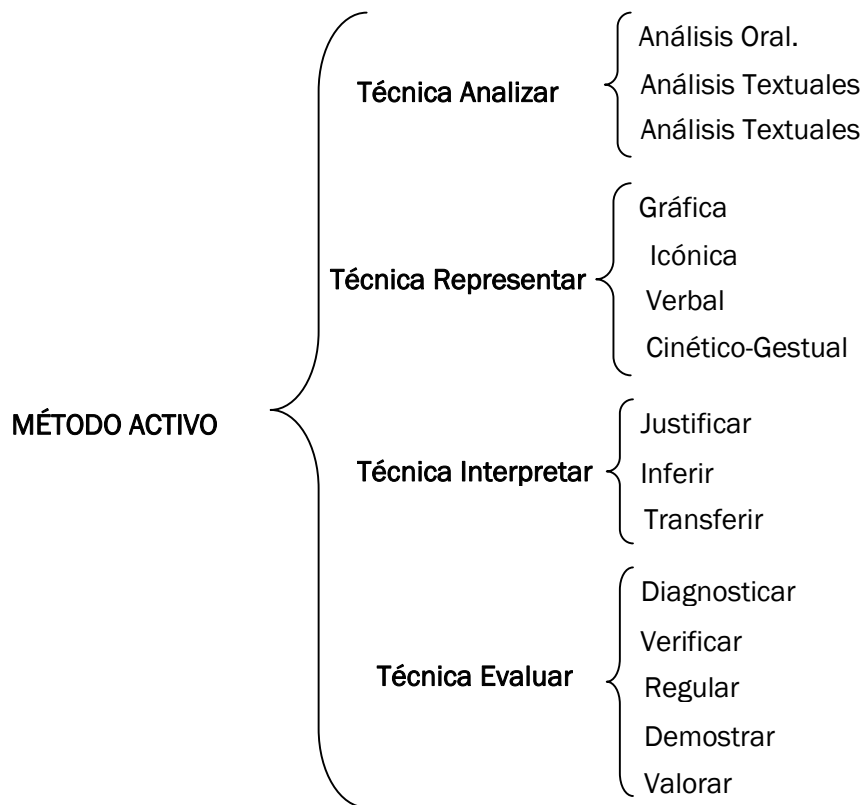 MÉTODO ACTIVO
Técnica Analizar
Análisis Oral.
Análisis Textuales
Análisis Textuales
Técnica Representar
Gráfica
Icónica
Verbal
Cinético-Gestual
Técnica Interpretar
Justificar
Inferir
Transferir
Técnica Evaluar
Diagnosticar
Verificar
Regular
Demostrar
Valorar